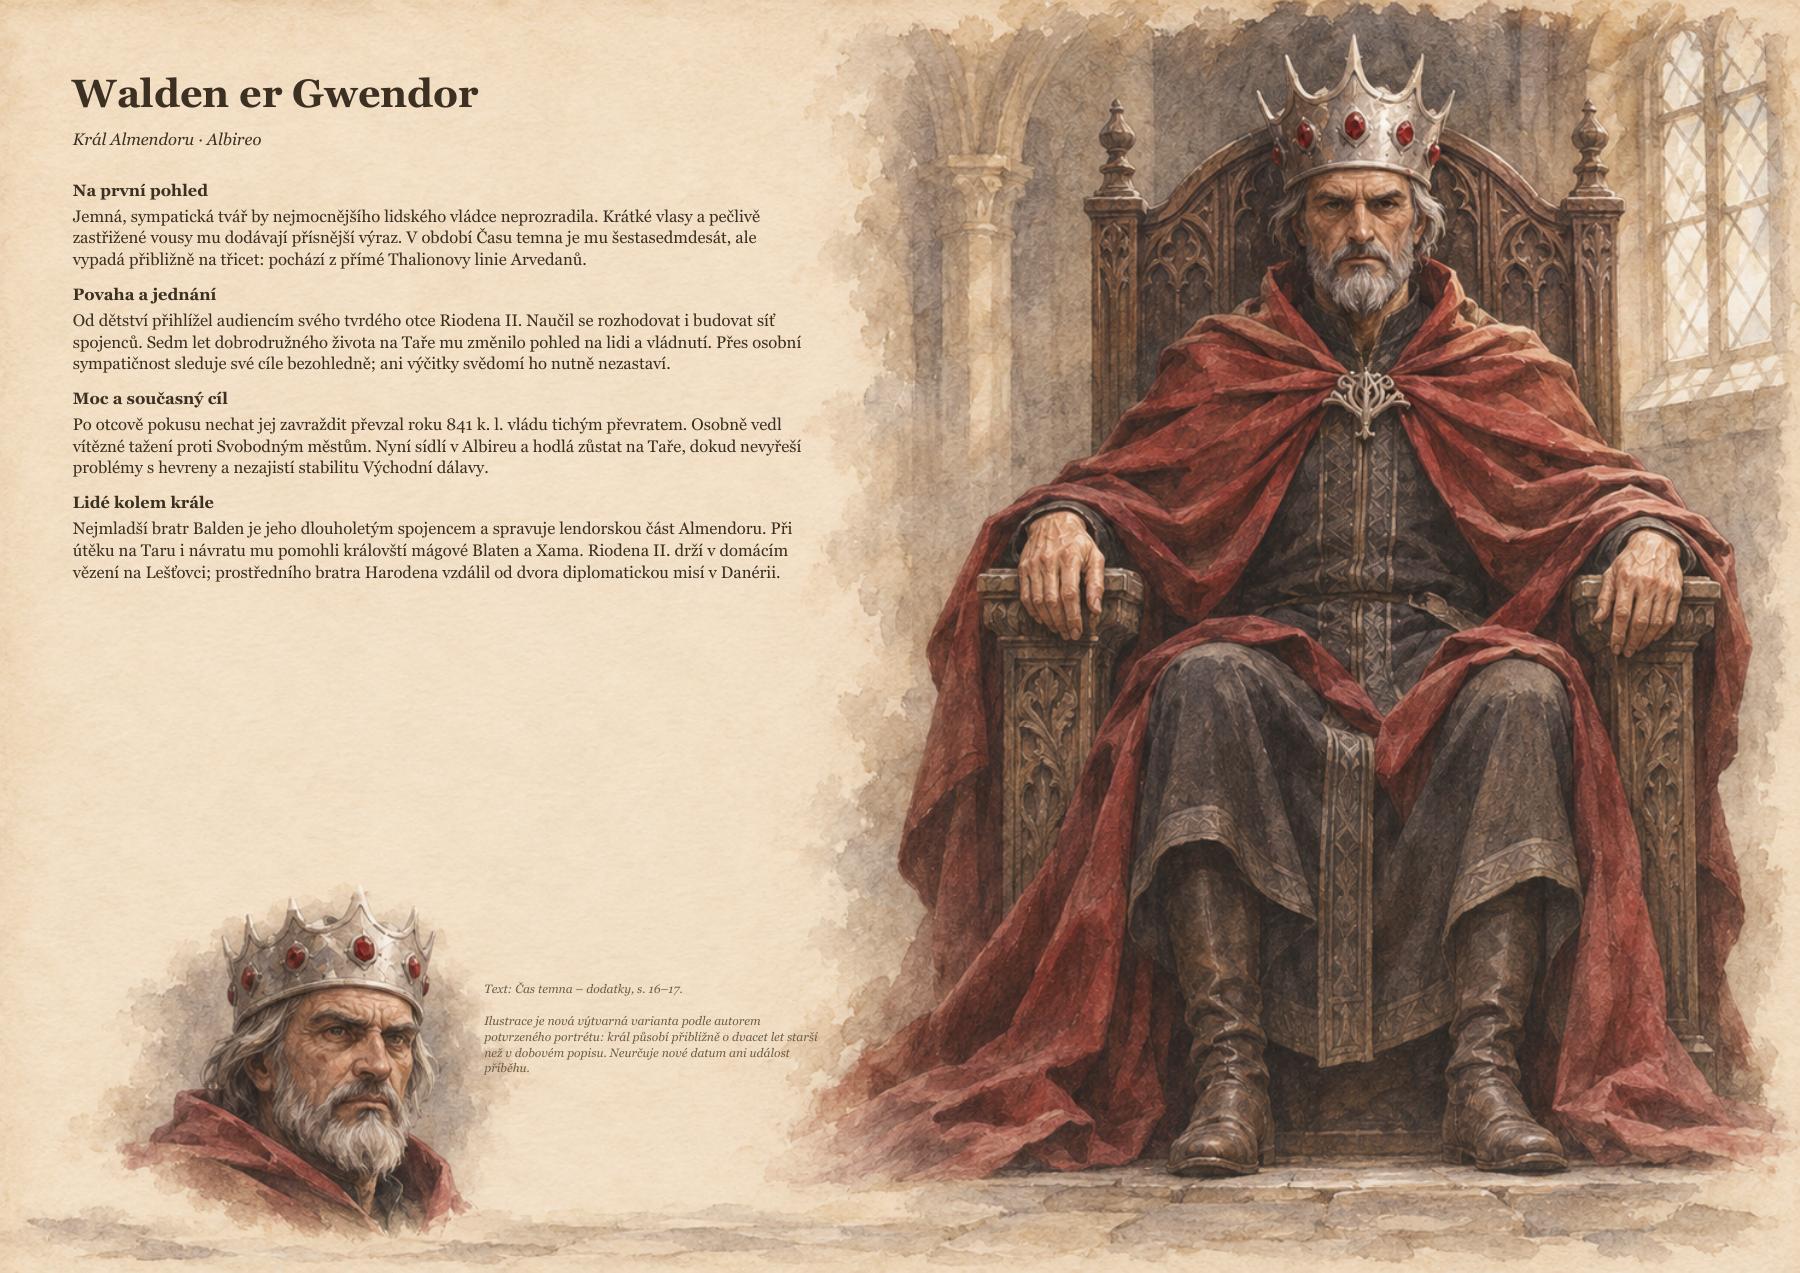 Walden er Gwendor
Král Almendoru · Albireo
Na první pohled
Jemná, sympatická tvář by nejmocnějšího lidského vládce neprozradila. Krátké vlasy a pečlivě
zastřižené vousy mu dodávají přísnější výraz. V období Času temna je mu šestasedmdesát, ale
vypadá přibližně na třicet: pochází z přímé Thalionovy linie Arvedanů.
Povaha a jednání
Od dětství přihlížel audiencím svého tvrdého otce Riodena II. Naučil se rozhodovat i budovat síť
spojenců. Sedm let dobrodružného života na Taře mu změnilo pohled na lidi a vládnutí. Přes osobní
sympatičnost sleduje své cíle bezohledně; ani výčitky svědomí ho nutně nezastaví.
Moc a současný cíl
Po otcově pokusu nechat jej zavraždit převzal roku 841 k. l. vládu tichým převratem. Osobně vedl
vítězné tažení proti Svobodným městům. Nyní sídlí v Albireu a hodlá zůstat na Taře, dokud nevyřeší
problémy s hevreny a nezajistí stabilitu Východní dálavy.
Lidé kolem krále
Nejmladší bratr Balden je jeho dlouholetým spojencem a spravuje lendorskou část Almendoru. Při
útěku na Taru i návratu mu pomohli královští mágové Blaten a Xama. Riodena II. drží v domácím
vězení na Lešťovci; prostředního bratra Harodena vzdálil od dvora diplomatickou misí v Danérii.
Text: Čas temna – dodatky, s. 16–17.
Ilustrace je nová výtvarná varianta podle autorem
potvrzeného portrétu: král působí přibližně o dvacet let starší
než v dobovém popisu. Neurčuje nové datum ani událost
příběhu.